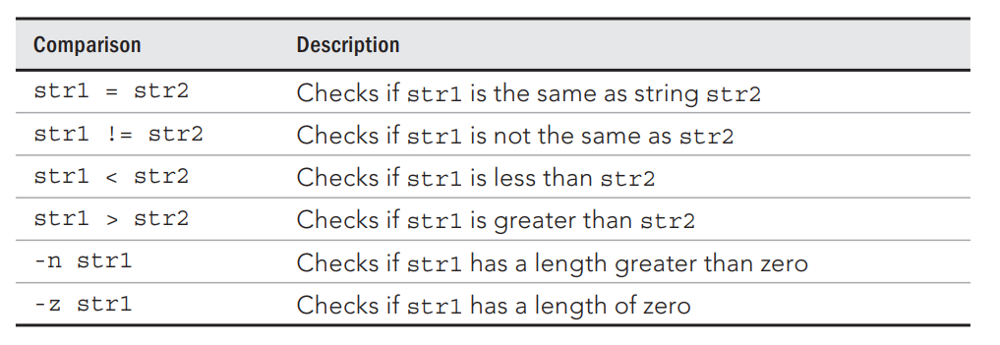 Comparison Description
str1 = str2 Checks if str1 is the same as string str2
str1 != str2 Checks if str1 is not the same as str2
str1 < str2 Checks if str1 is less than str2
str1 > str2 Checks if str1 is greater than str2
-n str1 Checks if str1 has a length greater than zero
-z str1 Checks if str1 has a length of zero